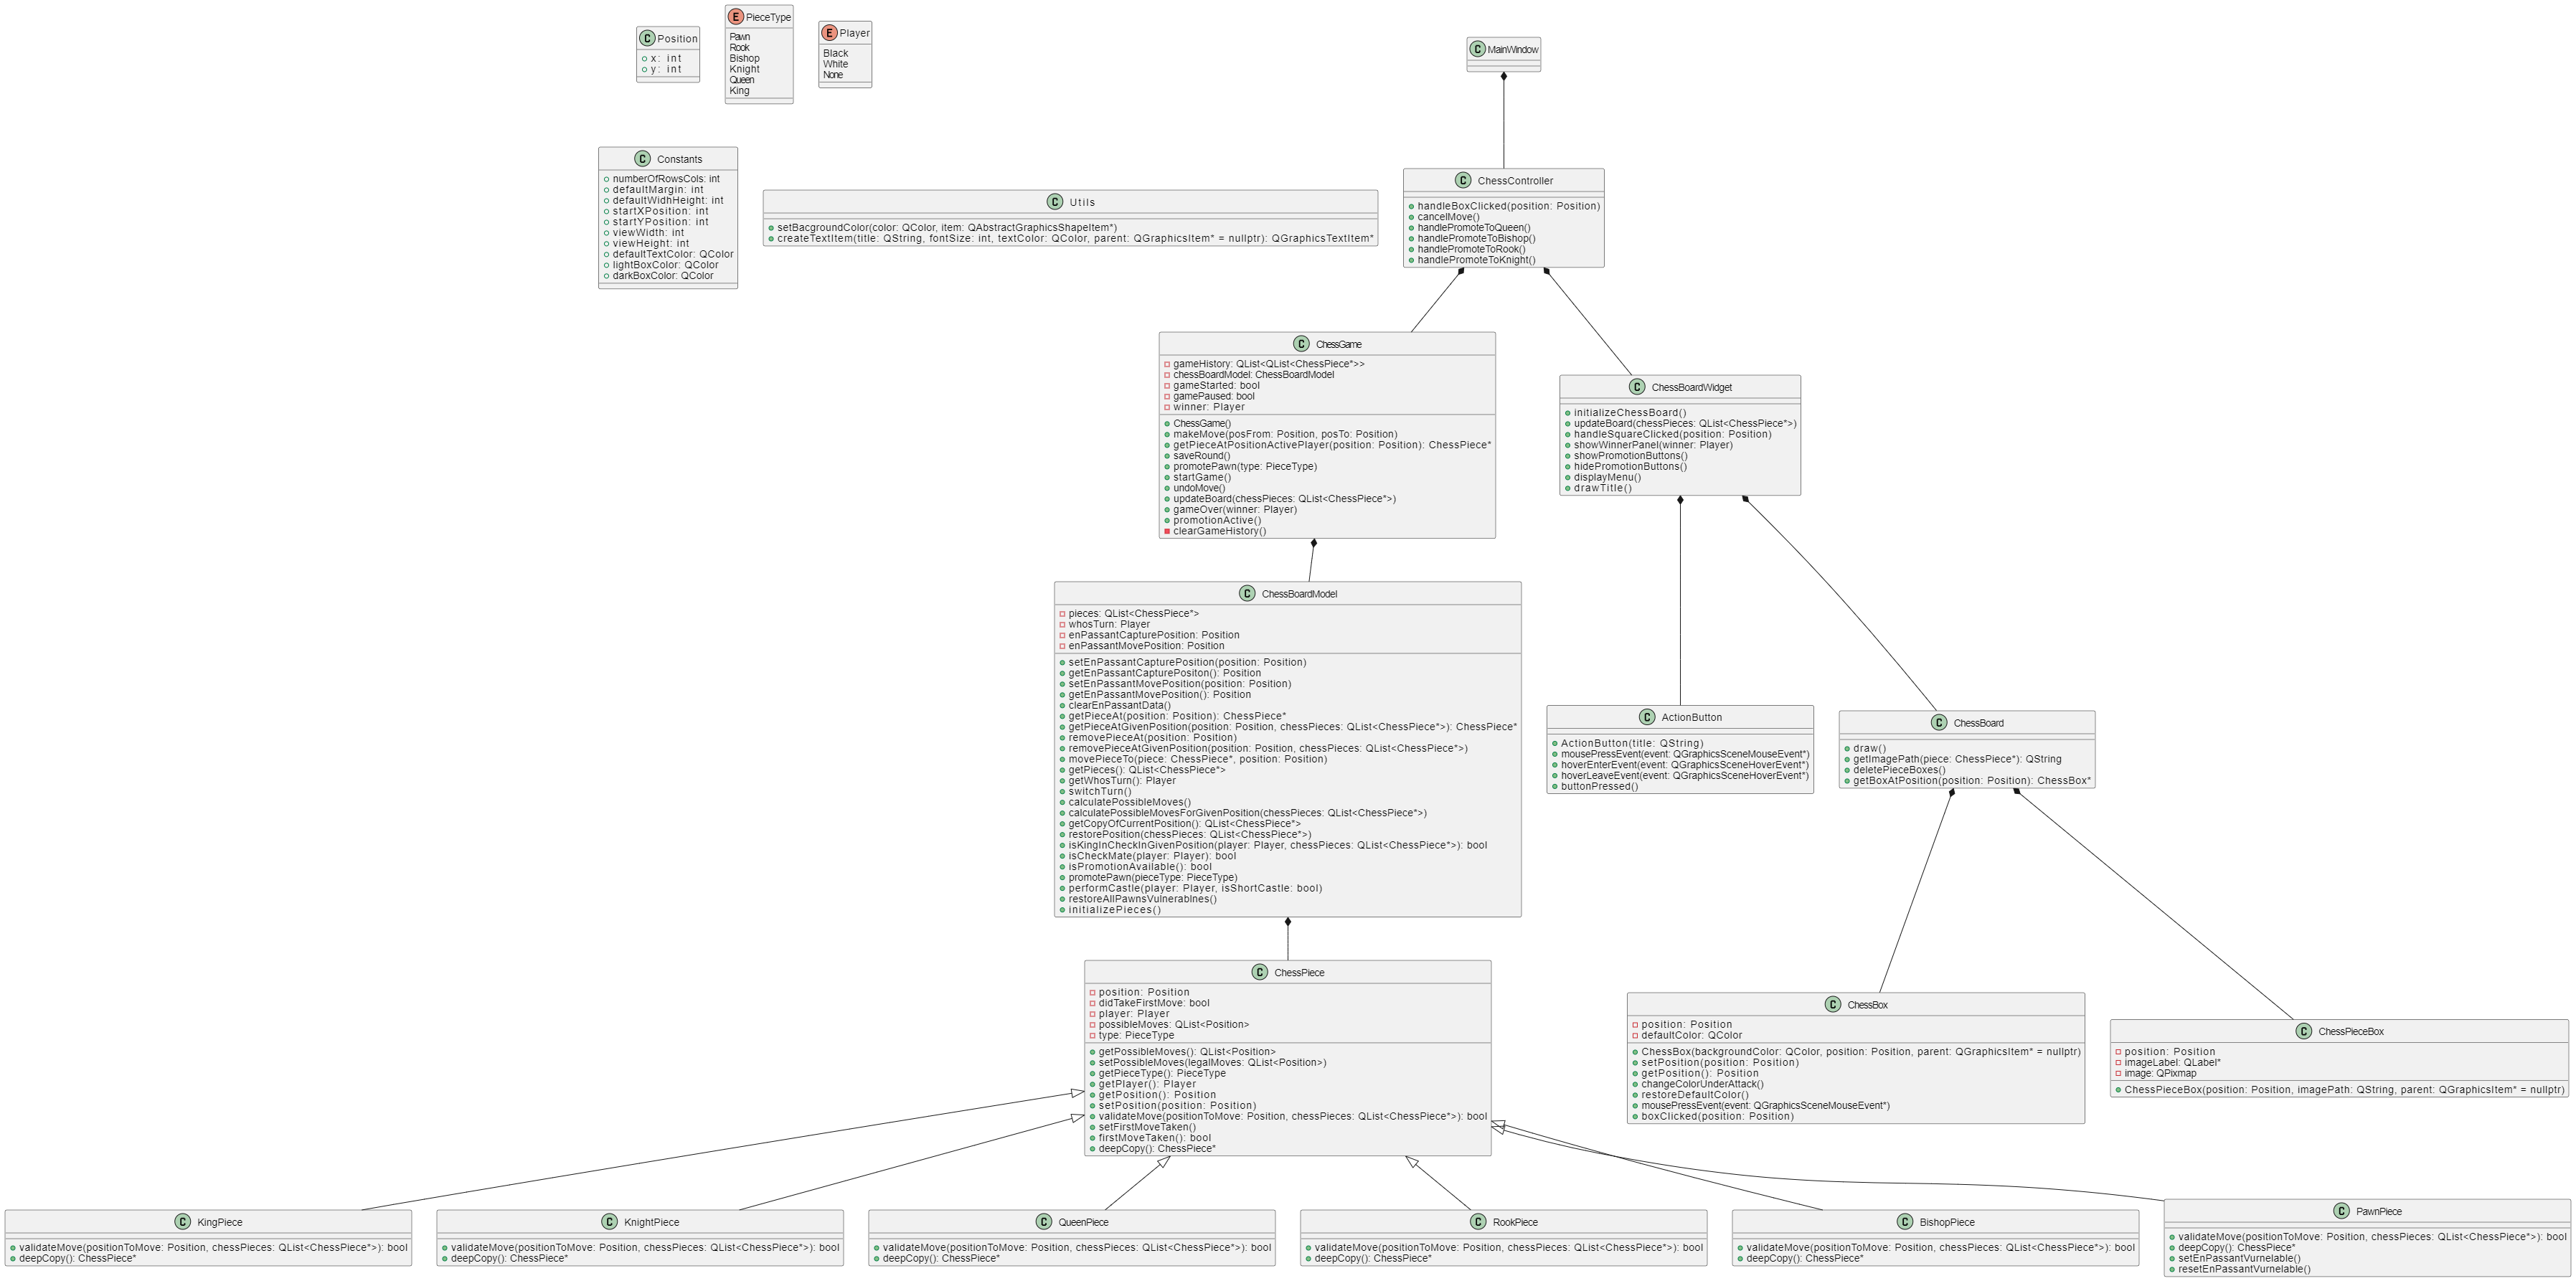 C Position
x: int
y: int
E PieceType
Pawn
Rook
Bishop
Knight
Queen
King
E Player
Black
White
None
C MainWindow
C Constants
numberOfRowsCols: int
defaultMargin: int
defaultWidhHeight: int
startXPosition: int
startYPosition: int
viewWidth: int
viewHeight: int
defaultTextColor: QColor
lightBoxColor: QColor
darkBoxColor: QColor
C Utils
setBacgroundColor(color: QColor, item: QAbstractGraphicsShapeItem*)
createTextItem(title: QString, fontSize: int, textColor: QColor, parent: QGraphicsItem* = nullptr): QGraphicsTextItem*
C ChessController
handleBoxClicked(position: Position)
cancelMove()
handlePromoteToQueen()
handlePromoteToBishop()
handlePromoteToRook()
handlePromoteToKnight()
C ChessGame
gameHistory: QList<QList<ChessPiece*>>
chessBoardModel: ChessBoardModel
gameStarted: bool
gamePaused: bool
winner: Player
ChessGame()
makeMove(posFrom: Position, posTo: Position)
getPieceAtPositionActivePlayer(position: Position): ChessPiece*
saveRound()
promotePawn(type: PieceType)
startGame()
undoMove()
updateBoard(chessPieces: QList<ChessPiece*>)
gameOver(winner: Player)
promotionActive()
clearGameHistory()
C ChessBoardWidget
initializeChessBoard()
updateBoard(chessPieces: QList<ChessPiece*>)
handleSquareClicked(position: Position)
showWinnerPanel(winner: Player)
showPromotionButtons()
hidePromotionButtons()
displayMenu()
drawTitle()
C ChessBoardModel
pieces: QList<ChessPiece*>
whosTurn: Player
enPassantCapturePosition: Position
enPassantMovePosition: Position
setEnPassantCapturePosition(position: Position)
getEnPassantCapturePositon(): Position
setEnPassantMovePosition(position: Position)
getEnPassantMovePosition(): Position
clearEnPassantData()
getPieceAt(position: Position): ChessPiece*
getPieceAtGivenPosition(position: Position, chessPieces: QList<ChessPiece*>): ChessPiece*
removePieceAt(position: Position)
removePieceAtGivenPosition(position: Position, chessPieces: QList<ChessPiece*>)
movePieceTo(piece: ChessPiece*, position: Position)
getPieces(): QList<ChessPiece*>
getWhosTurn(): Player
switchTurn()
calculatePossibleMoves()
calculatePossibleMovesForGivenPosition(chessPieces: QList<ChessPiece*>)
getCopyOfCurrentPosition(): QList<ChessPiece*>
restorePosition(chessPieces: QList<ChessPiece*>)
isKingInCheckInGivenPosition(player: Player, chessPieces: QList<ChessPiece*>): bool
isCheckMate(player: Player): bool
isPromotionAvailable(): bool
promotePawn(pieceType: PieceType)
performCastle(player: Player, isShortCastle: bool)
restoreAllPawnsVulnerablnes()
initializePieces()
C ActionButton
ActionButton(title: QString)
mousePressEvent(event: QGraphicsSceneMouseEvent*)
hoverEnterEvent(event: QGraphicsSceneHoverEvent*)
hoverLeaveEvent(event: QGraphicsSceneHoverEvent*)
buttonPressed()
C ChessBoard
draw()
getImagePath(piece: ChessPiece*): QString
deletePieceBoxes()
getBoxAtPosition(position: Position): ChessBox*
C ChessPiece
position: Position
didTakeFirstMove: bool
player: Player
possibleMoves: QList<Position>
type: PieceType
getPossibleMoves(): QList<Position>
setPossibleMoves(legalMoves: QList<Position>)
getPieceType(): PieceType
getPlayer(): Player
getPosition(): Position
setPosition(position: Position)
validateMove(positionToMove: Position, chessPieces: QList<ChessPiece*>): bool
setFirstMoveTaken()
firstMoveTaken(): bool
deepCopy(): ChessPiece*
C ChessBox
position: Position
defaultColor: QColor
ChessBox(backgroundColor: QColor, position: Position, parent: QGraphicsItem* = nullptr)
setPosition(position: Position)
getPosition(): Position
changeColorUnderAttack()
restoreDefaultColor()
mousePressEvent(event: QGraphicsSceneMouseEvent*)
boxClicked(position: Position)
C ChessPieceBox
position: Position
imageLabel: QLabel*
image: QPixmap
ChessPieceBox(position: Position, imagePath: QString, parent: QGraphicsItem* = nullptr)
C KingPiece
validateMove(positionToMove: Position, chessPieces: QList<ChessPiece*>): bool
deepCopy(): ChessPiece*
C KnightPiece
validateMove(positionToMove: Position, chessPieces: QList<ChessPiece*>): bool
deepCopy(): ChessPiece*
C QueenPiece
validateMove(positionToMove: Position, chessPieces: QList<ChessPiece*>): bool
deepCopy(): ChessPiece*
C RookPiece
validateMove(positionToMove: Position, chessPieces: QList<ChessPiece*>): bool
deepCopy(): ChessPiece*
C BishopPiece
validateMove(positionToMove: Position, chessPieces: QList<ChessPiece*>): bool
deepCopy(): ChessPiece*
C PawnPiece
validateMove(positionToMove: Position, chessPieces: QList<ChessPiece*>): bool
deepCopy(): ChessPiece*
setEnPassantVurnelable()
resetEnPassantVurnelable()